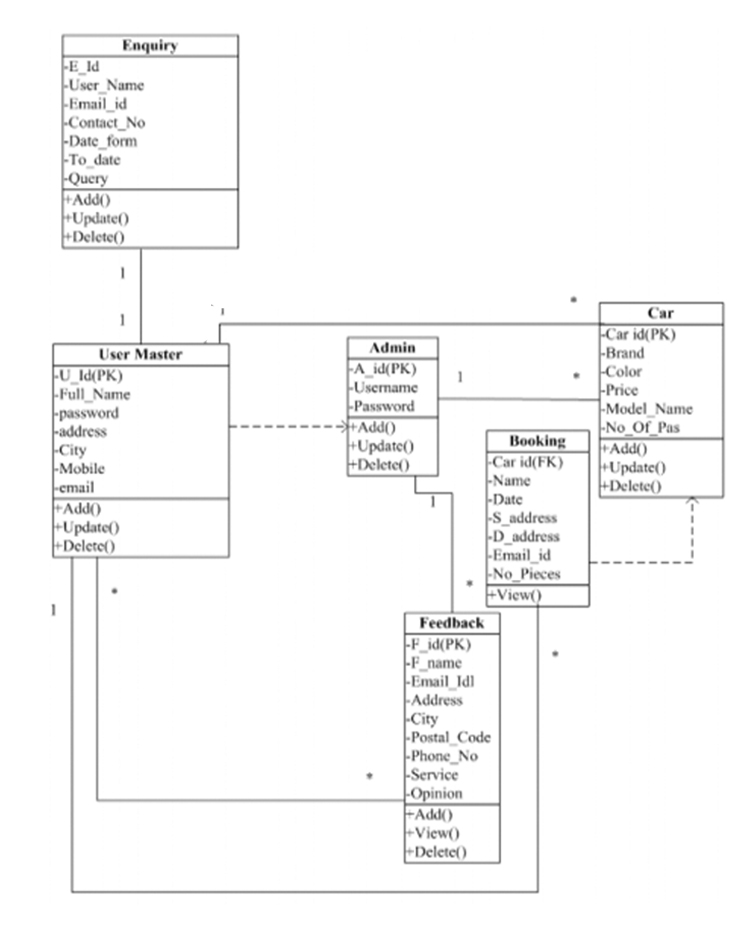 Enquiry
-E_Id
-User_Name
-Email_id
-Contact_No
-Date_form
-To_date
-Query
+Add()
+Update()
+Delete()
1
1
1
*
User Master
-U_Id(PK)
-Full_Name
-password
-address
-City
-Mobile
-email
+Add()
+Update()
+Delete()
Admin
-A_id(PK)
-Username
-Password
+Add()
+Update()
+Delete()
1
*
Car
-Car id(PK)
-Brand
-Color
-Price
-Model_Name
-No_Of_Pas
+Add()
+Update()
+Delete()
Booking
-Car id(FK)
-Name
-Date
-S_address
-D_address
-Email_id
-No_Pieces
+View()
1
*
1
*
*
*
Feedback
-F_id(PK)
-F_name
-Email_Idl
-Address
-City
-Postal_Code
-Phone_No
-Service
-Opinion
+Add()
+View()
+Delete()